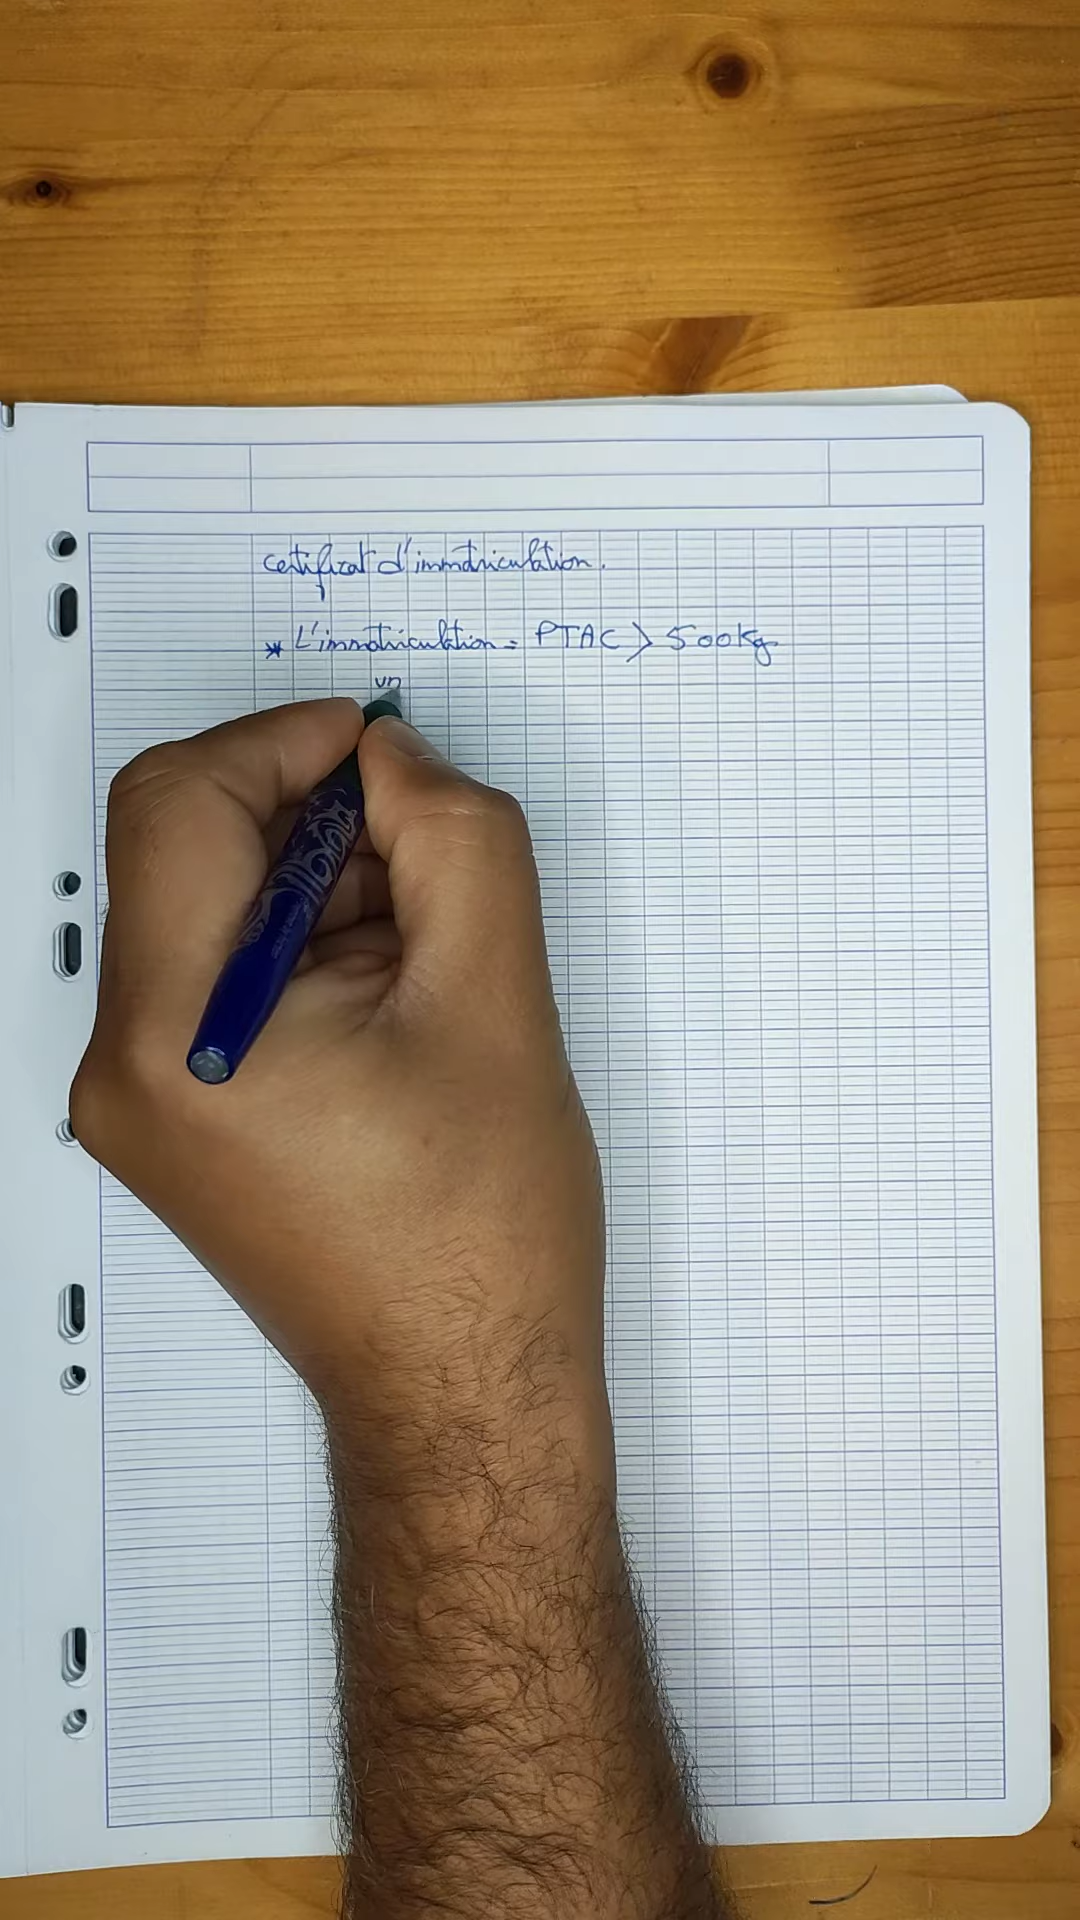 Certificat d'immatriculation.
* L'immatriculation = PTAC > 500kg
un